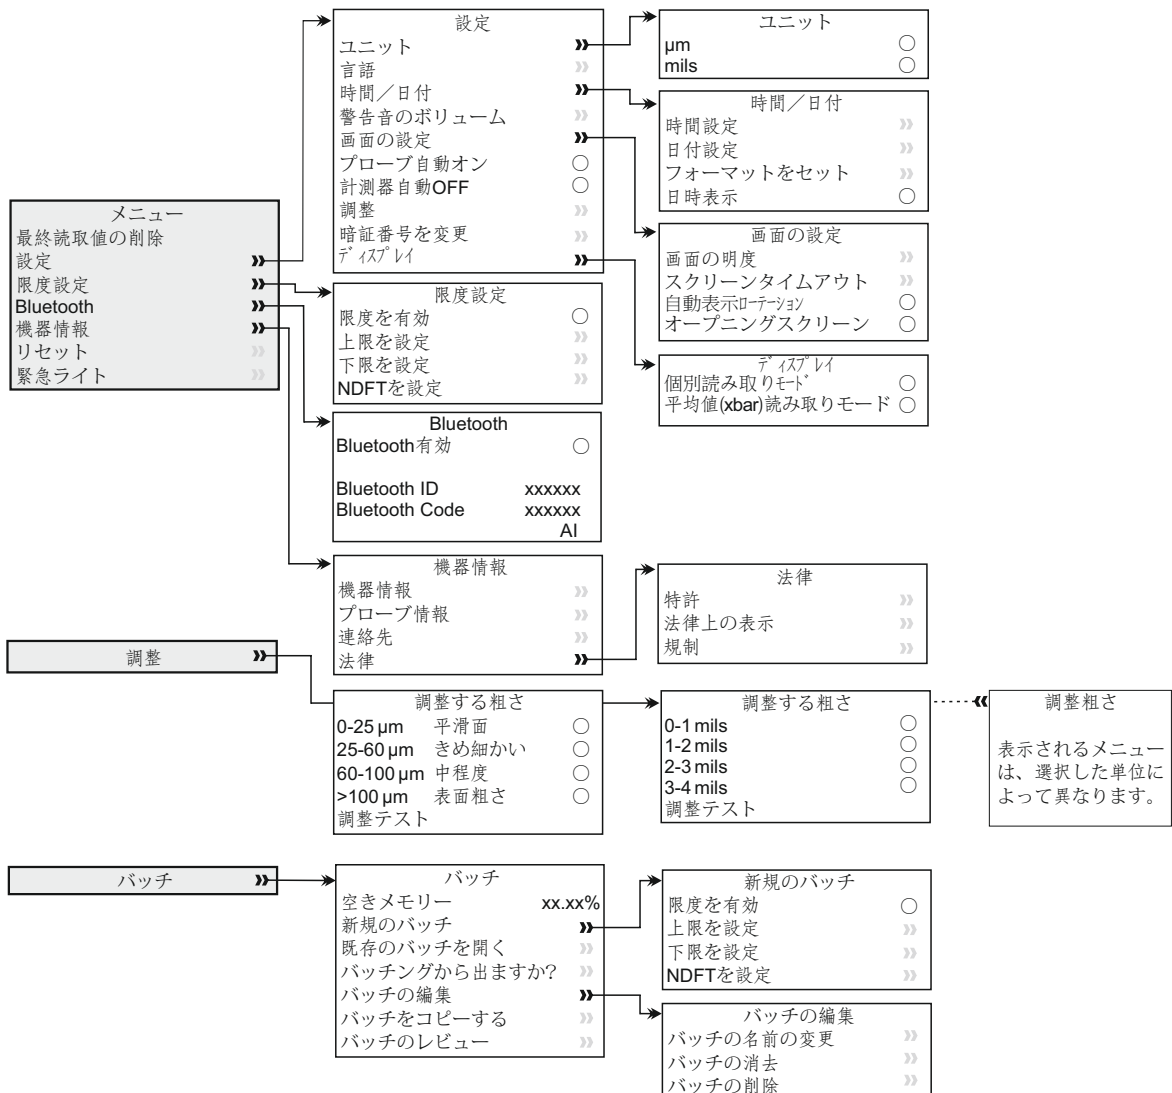 設定
ユニット
言語
時間／日付
警告音のボリューム
画面の設定
プローブ自動オン
計測器自動OFF
調整
暗証番号を変更
ディスプレイ
ユニット
µm
mils
時間／日付
時間設定
日付設定
フォーマットをセット
日時表示
メニュー
最終読取値の削除
設定
限度設定
Bluetooth
機器情報
リセット
緊急ライト
画面の設定
画面の明度
スクリーンタイムアウト
自動表示ﾛｰﾃｰｼｮﾝ
オープニングスクリーン
限度設定
限度を有効
上限を設定
下限を設定
NDFTを設定
ディスプレイ
個別読み取りﾓｰﾄﾞ
平均値(xbar)読み取りモード
Bluetooth
Bluetooth有効
Bluetooth ID xxxxxx
Bluetooth Code xxxxxx
AI
機器情報
機器情報
プローブ情報
連絡先
法律
法律
特許
法律上の表示
規制
調整
調整する粗さ
0-25 µm 平滑面
25-60 µm きめ細かい
60-100 µm 中程度
>100 µm 表面粗さ
調整テスト
調整する粗さ
0-1 mils
1-2 mils
2-3 mils
3-4 mils
調整テスト
調整粗さ
表示されるメニュー
は、選択した単位に
よって異なります。
バッチ
バッチ
空きメモリー xx.xx%
新規のバッチ
既存のバッチを開く
バッチングから出ますか?
バッチの編集
バッチをコピーする
バッチのレビュー
新規のバッチ
限度を有効
上限を設定
下限を設定
NDFTを設定
バッチの編集
バッチの名前の変更
バッチの消去
バッチの削除